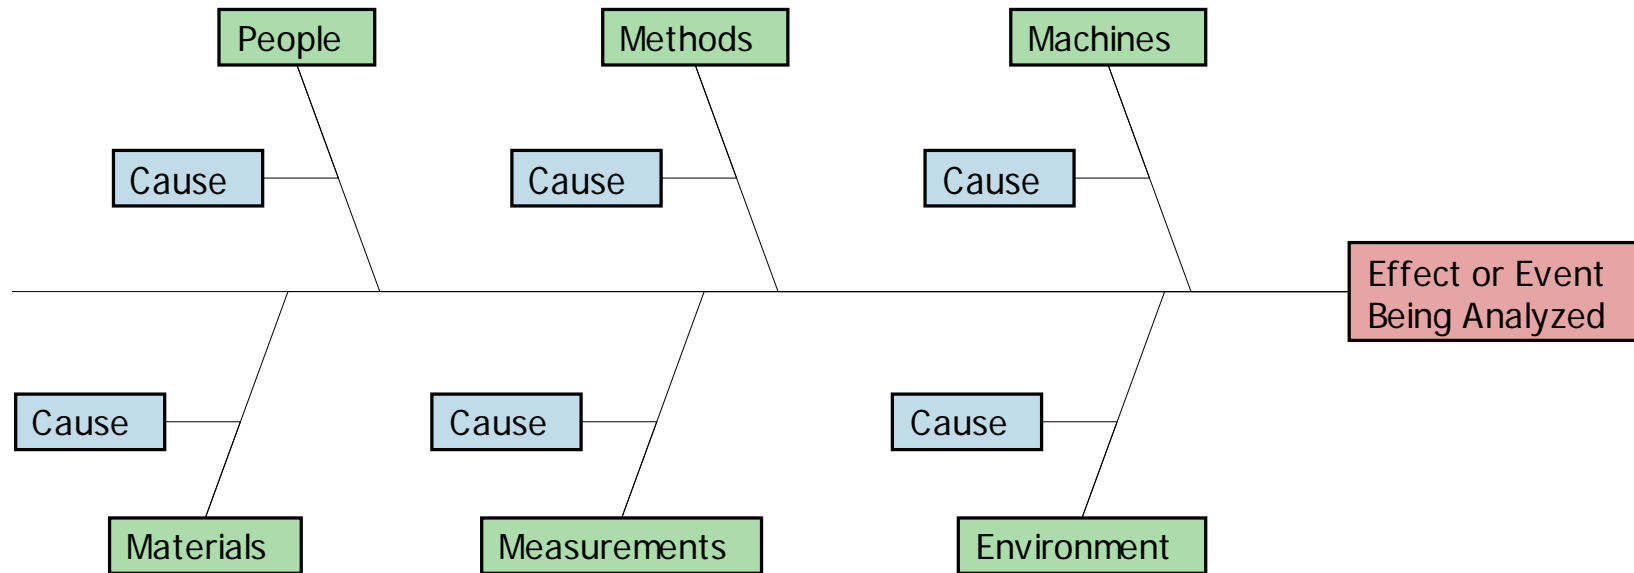 People
Methods
Machines
Cause
Cause
Cause
Effect or Event
Being Analyzed
Cause
Cause
Cause
Materials
Measurements
Environment